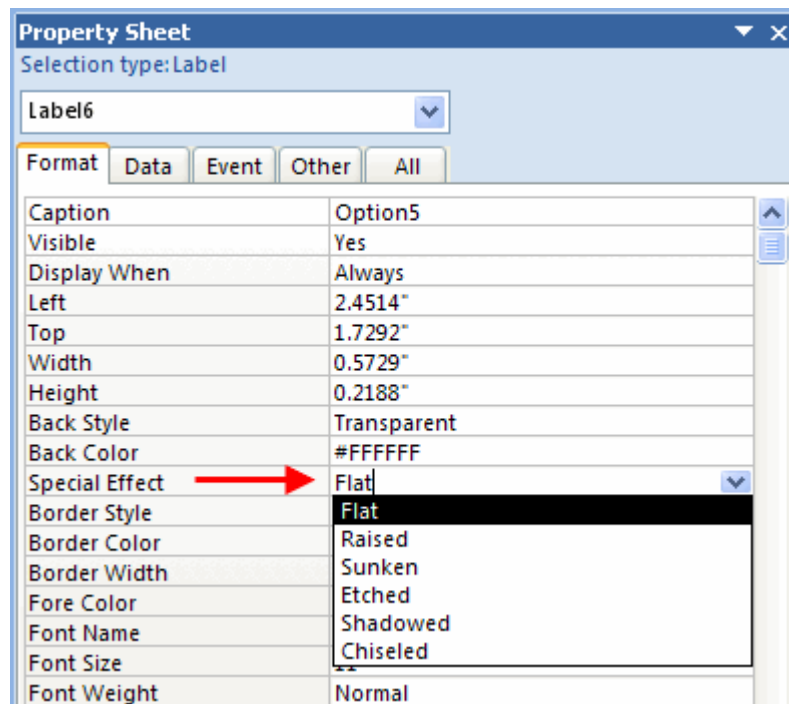 Property Sheet
Selection type: Label
Label6
Format Data Event Other All
Caption Option5
Visible Yes
Display When Always
Left 2.4514"
Top 1.7292"
Width 0.5729"
Height 0.2188"
Back Style Transparent
Back Color #FFFFFF
Special Effect Flat
Border Style Flat
Border Color Raised
Border Width Sunken
Fore Color Etched
Font Name Shadowed
Font Size Chiseled
Font Weight Normal